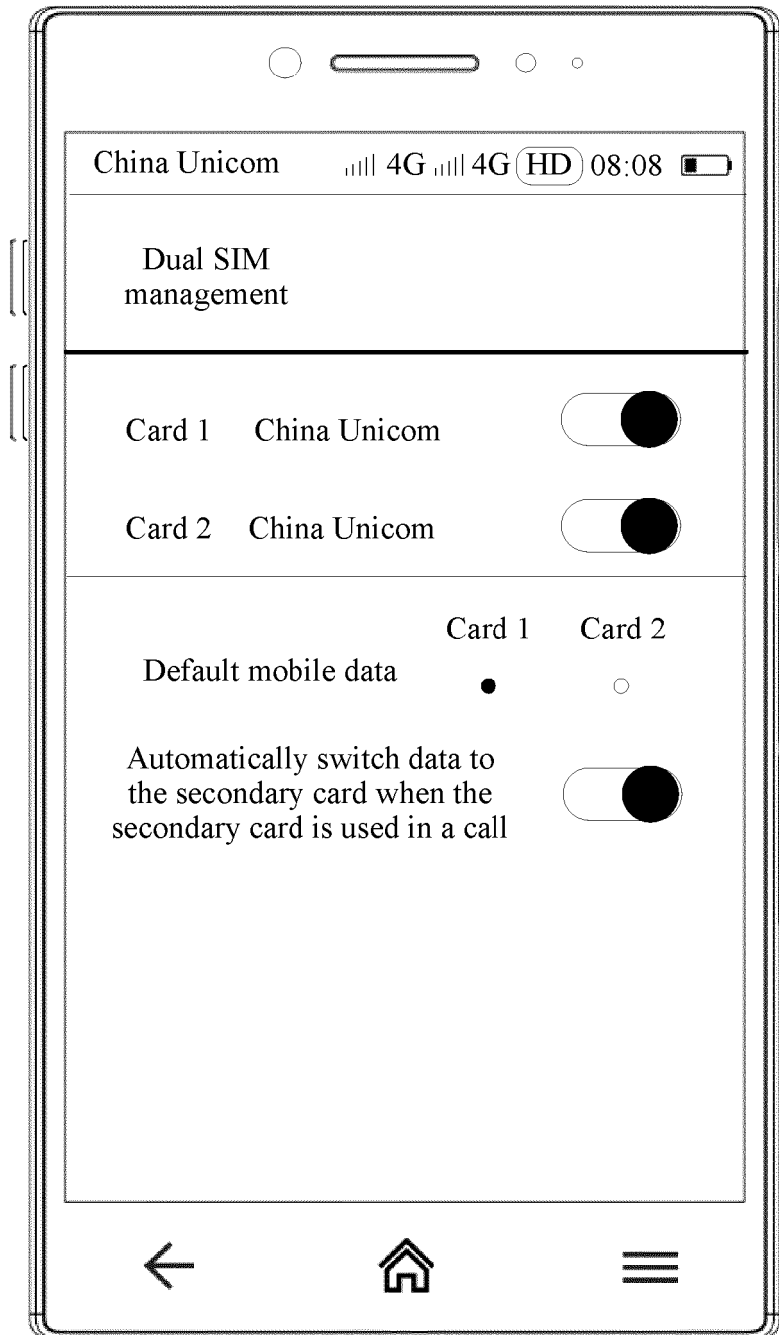 China Unicom 4G 4G HD 08:08
Dual SIM
management
Card 1 China Unicom
Card 2 China Unicom
Card 1 Card 2
Default mobile data
Automatically switch data to
the secondary card when the
secondary card is used in a call